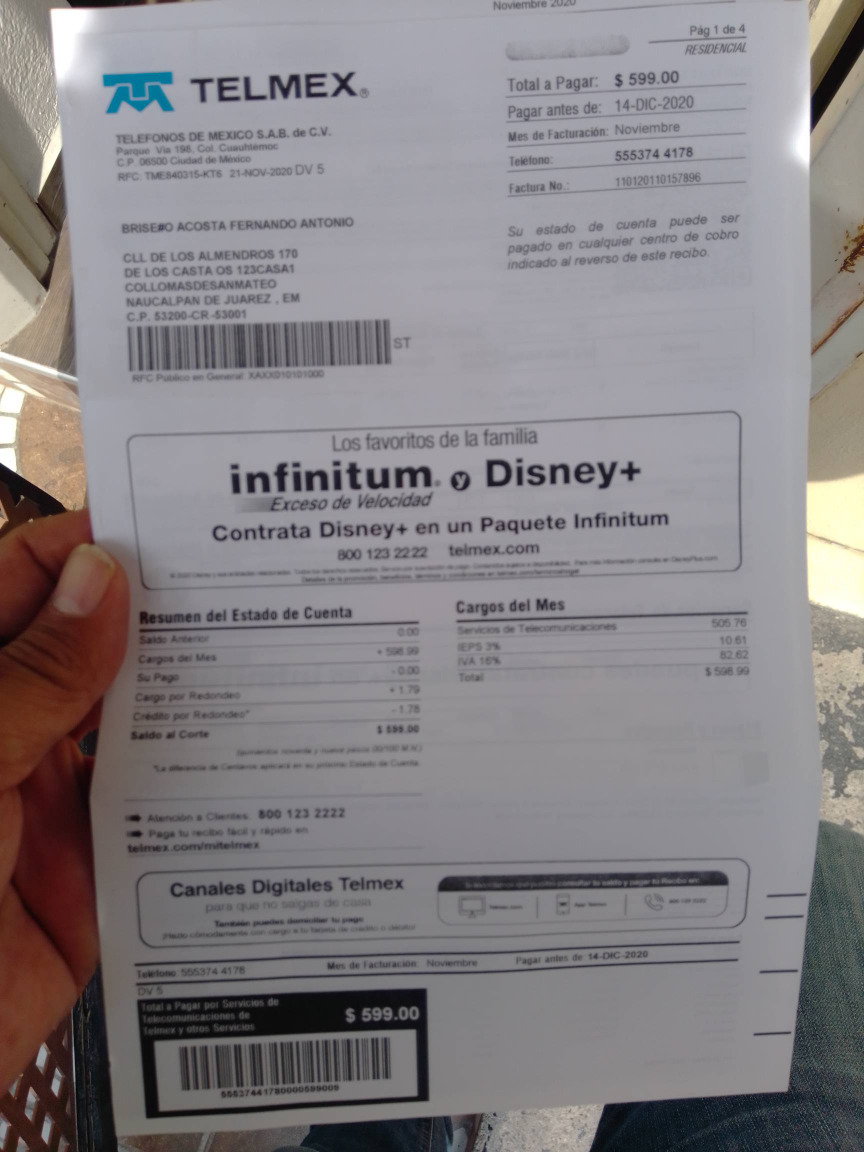 Noviembre 2020
Pág 1 de 4
RESIDENCIAL
TELMEX®
Total a Pagar: $ 599.00
Pagar antes de: 14-DIC-2020
Mes de Facturación: Noviembre
Teléfono: 555374 4178
Factura No.: 110120110157896
TELEFONOS DE MEXICO S.A.B. de C.V.
Parque Vía 198, Col. Cuauhtémoc
C.P. 06500 Ciudad de México
RFC: TME840315-KT6 21-NOV-2020 DV 5
BRISE#O ACOSTA FERNANDO ANTONIO
Su estado de cuenta puede ser
pagado en cualquier centro de cobro
indicado al reverso de este recibo.
CLL DE LOS ALMENDROS 170
DE LOS CASTA OS 123CASA1
COLLOMASDESANMATEO
NAUCALPAN DE JUAREZ , EM
C.P. 53200-CR-53001
ST
RFC Público en General: XAXX010101000
Los favoritos de la familia
infinitum® y Disney+
Exceso de Velocidad
Contrata Disney+ en un Paquete Infinitum
800 123 2222 telmex.com
Resumen del Estado de Cuenta
Saldo Anterior 0.00
Cargos del Mes + 598.99
Su Pago - 0.00
Cargo por Redondeo + 1.79
Crédito por Redondeo* - 1.78
Saldo al Corte $ 599.00
*La diferencia de Centavos aplicará en su próximo Estado de Cuenta
Cargos del Mes
Servicios de Telecomunicaciones 505.76
IEPS 3% 10.61
IVA 16% 82.62
Total $ 598.99
Atención a Clientes: 800 123 2222
Paga tu recibo fácil y rápido en
telmex.com/mitelmex
Canales Digitales Telmex
para que no salgas de casa
También puedes domiciliar tu pago
Teléfono 555374 4178 Mes de Facturación: Noviembre Pagar antes de: 14-DIC-2020
DV 5
Total a Pagar por Servicios de
Telecomunicaciones de
Telmex y otros Servicios
$ 599.00
55537441780000599009